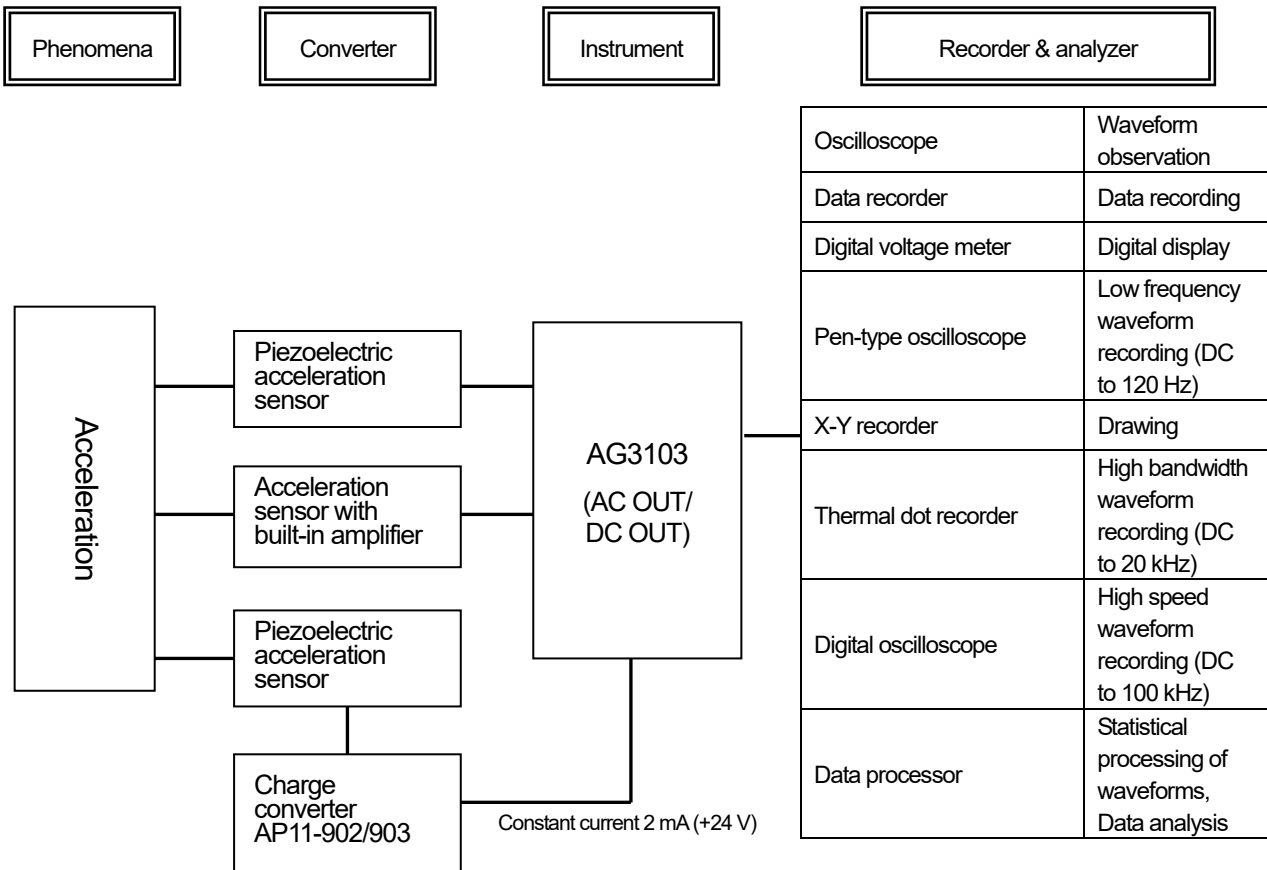 Phenomena
Converter
Instrument
Recorder & analyzer
Acceleration
Piezoelectric
acceleration
sensor
Acceleration
sensor with
built-in amplifier
Piezoelectric
acceleration
sensor
Charge
converter
AP11-902/903
Constant current 2 mA (+24 V)
AG3103
(AC OUT/
DC OUT)
Oscilloscope
Waveform
observation
Data recorder
Data recording
Digital voltage meter
Digital display
Pen-type oscilloscope
Low frequency
waveform
recording (DC
to 120 Hz)
X-Y recorder
Drawing
Thermal dot recorder
High bandwidth
waveform
recording (DC
to 20 kHz)
Digital oscilloscope
High speed
waveform
recording (DC
to 100 kHz)
Data processor
Statistical
processing of
waveforms,
Data analysis